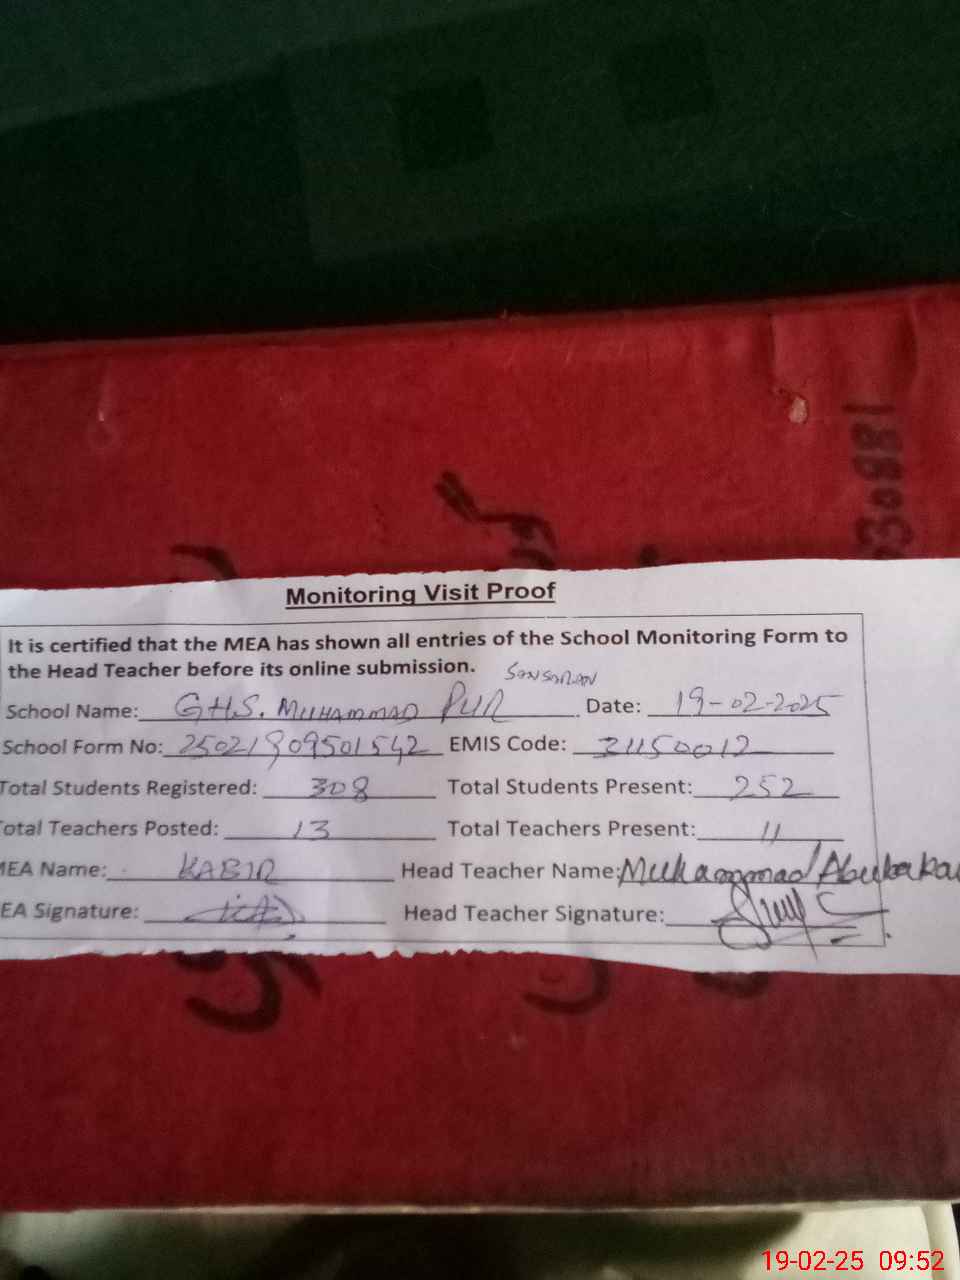 Monitoring Visit Proof
It is certified that the MEA has shown all entries of the School Monitoring Form to
the Head Teacher before its online submission.
School Name: GHS. MUHAMMAD PUR SANSARAN Date: 19-02-2025
School Form No: 25021909501542 EMIS Code: 31150012
Total Students Registered: 308 Total Students Present: 252
Total Teachers Posted: 13 Total Teachers Present: 11
MEA Name: KABIR Head Teacher Name: Muhammad Abubakar
EA Signature: Head Teacher Signature:
19-02-25 09:52